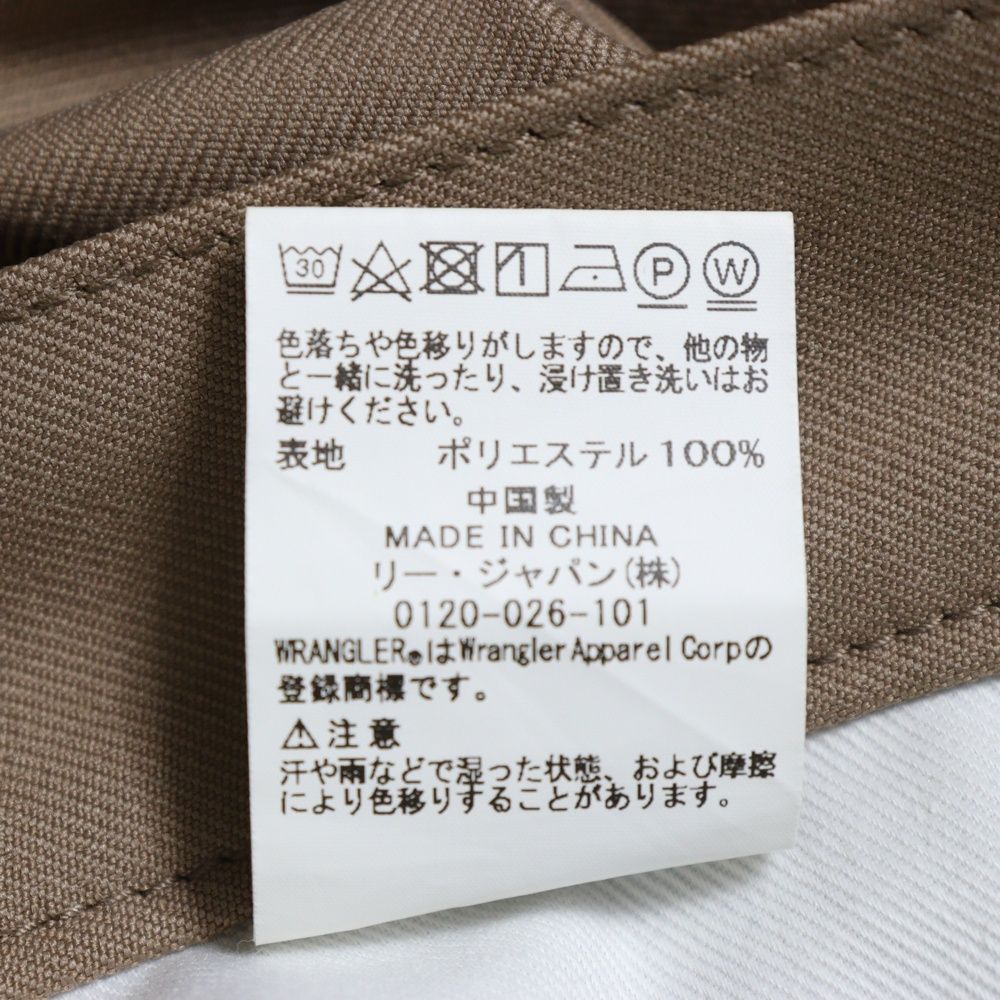 30 P W
色落ちや色移りがしますので、他の物
と一緒に洗ったり、浸け置き洗いはお
避けください。
表地 ポリエステル 100%
中国製
MADE IN CHINA
リー・ジャパン(株)
0120-026-101
WRANGLER®はWrangler Apparel Corpの
登録商標です。
⚠注意
汗や雨などで湿った状態、および摩擦
により色移りすることがあります。